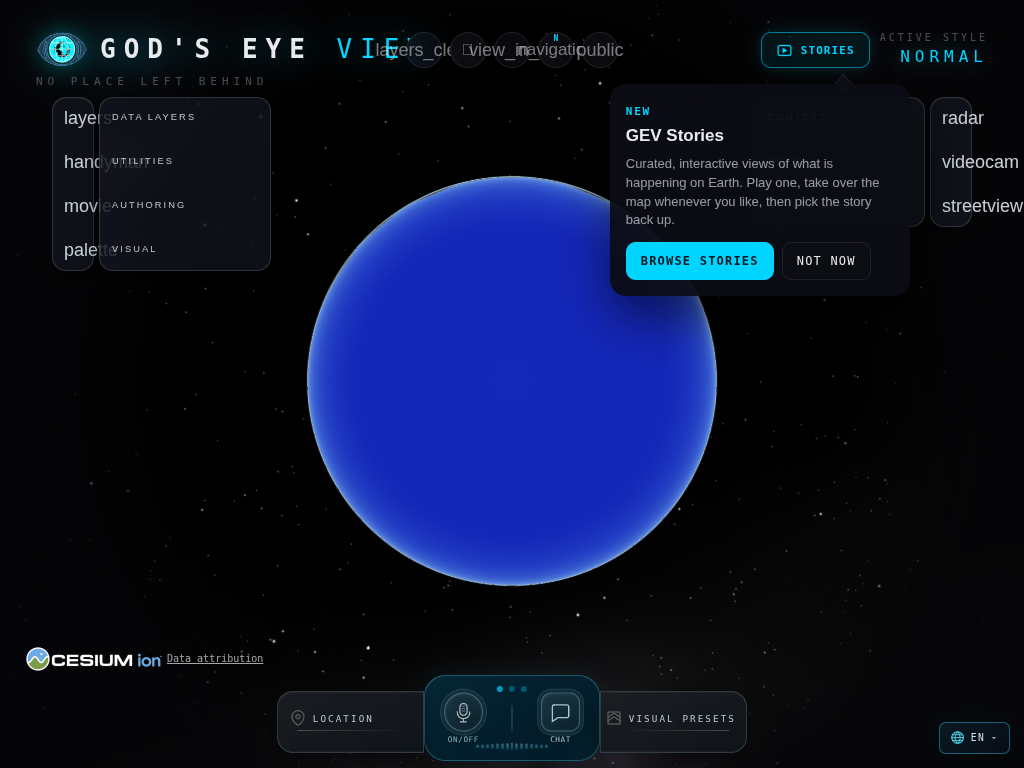 GOD'S EYE VIE
NO PLACE LEFT BEHIND
layers_cle
view_in
navigatio
public
N
STORIES
ACTIVE STYLE
NORMAL
layers
DATA LAYERS
handyman
UTILITIES
movie
AUTHORING
palette
VISUAL
NEW
GEV Stories
Curated, interactive views of what is
happening on Earth. Play one, take over the
map whenever you like, then pick the story
back up.
BROWSE STORIES
NOT NOW
CONTEXT
radar
videocam
streetview
CESIUM ion
Data attribution
LOCATION
ON/OFF
CHAT
VISUAL PRESETS
EN